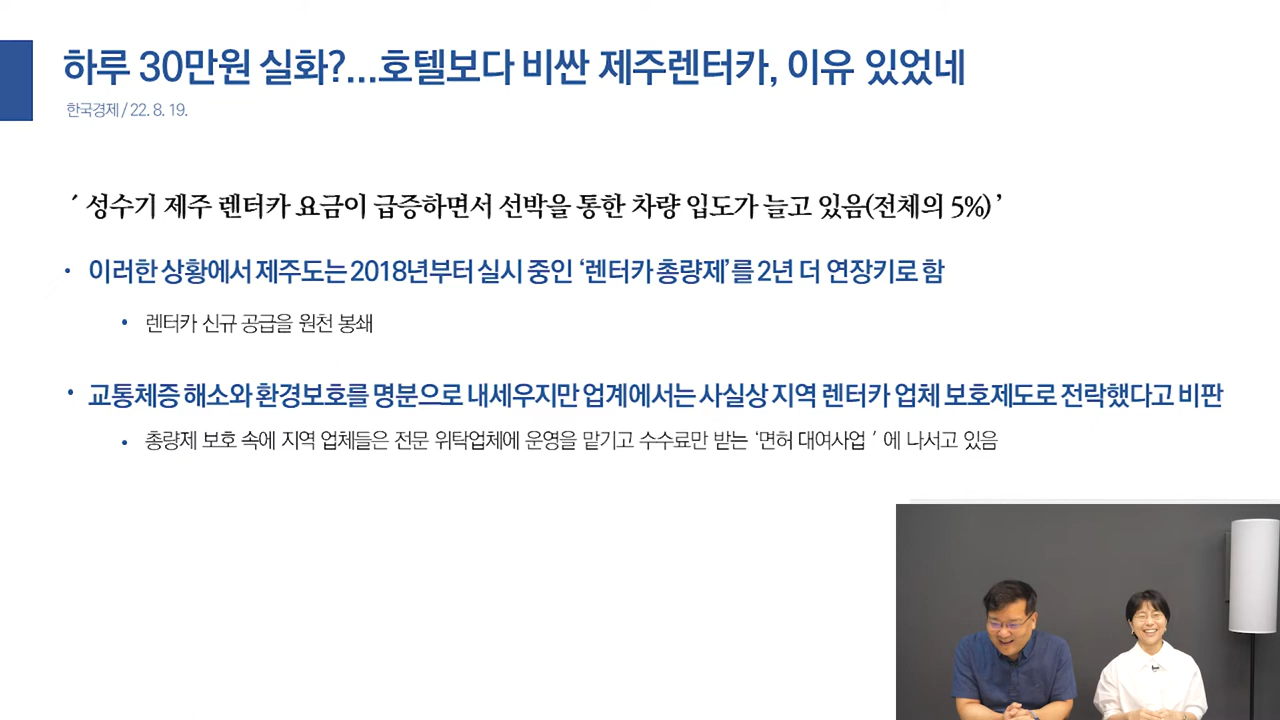 하루 30만원 실화?...호텔보다 비싼 제주렌터카, 이유 있었네
한국경제 / 22. 8. 19.
´ 성수기 제주 렌터카 요금이 급증하면서 선박을 통한 차량 입도가 늘고 있음(전체의 5%) ’
• 이러한 상황에서 제주도는 2018년부터 실시 중인 ‘렌터카 총량제’를 2년 더 연장키로 함
• 렌터카 신규 공급을 원천 봉쇄
• 교통체증 해소와 환경보호를 명분으로 내세우지만 업계에서는 사실상 지역 렌터카 업체 보호제도로 전락했다고 비판
• 총량제 보호 속에 지역 업체들은 전문 위탁업체에 운영을 맡기고 수수료만 받는 ‘면허 대여사업 ´ 에 나서고 있음